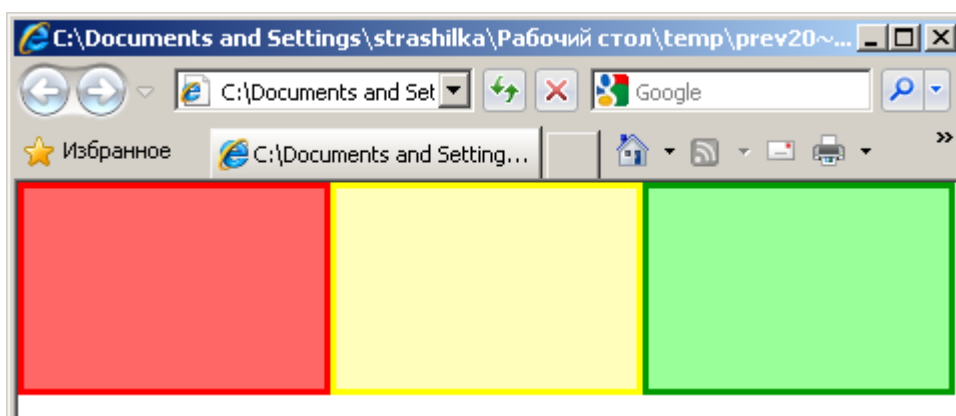 C:\Documents and Settings\strashilka\Рабочий стол\temp\prev20~...
C:\Documents and Set
Google
Избранное
C:\Documents and Setting...
»